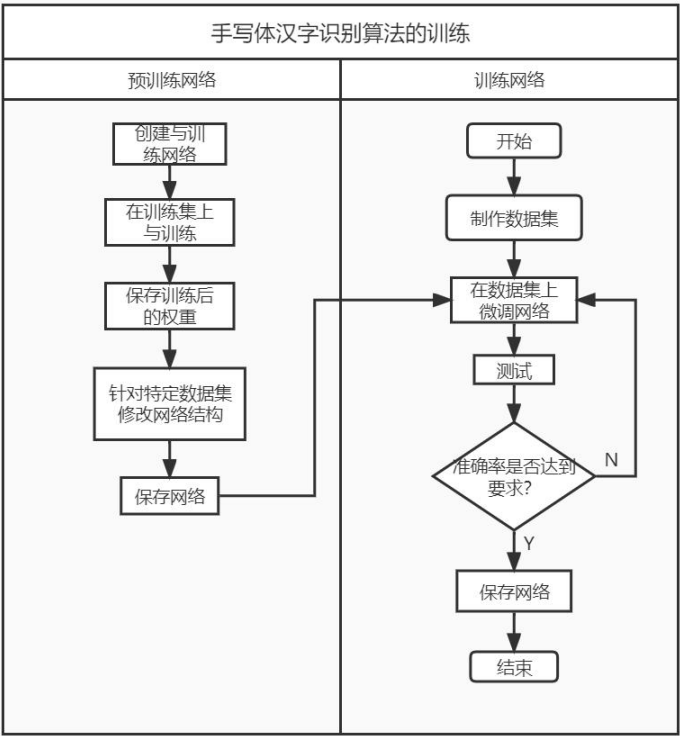 手写体汉字识别算法的训练
预训练网络
训练网络
创建与训
练网络
在训练集上
与训练
保存训练后
的权重
针对特定数据集
修改网络结构
保存网络
开始
制作数据集
在数据集上
微调网络
测试
准确率是否达到
要求?
N
Y
保存网络
结束